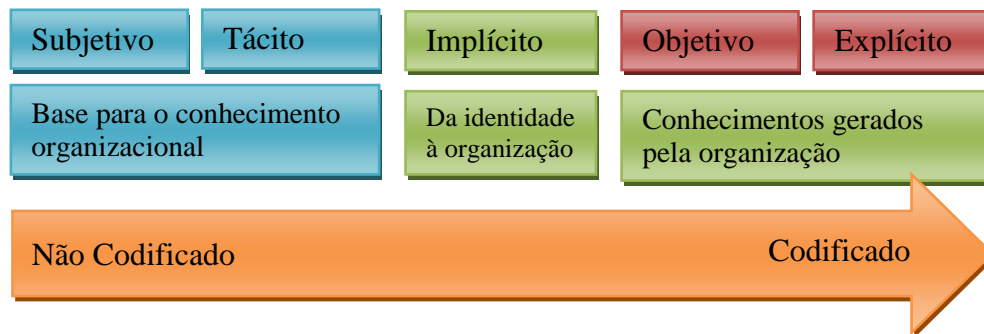 Subjetivo
Tácito
Implícito
Objetivo
Explícito
Base para o conhecimento
organizacional
Da identidade
à organização
Conhecimentos gerados
pela organização
Não Codificado
Codificado